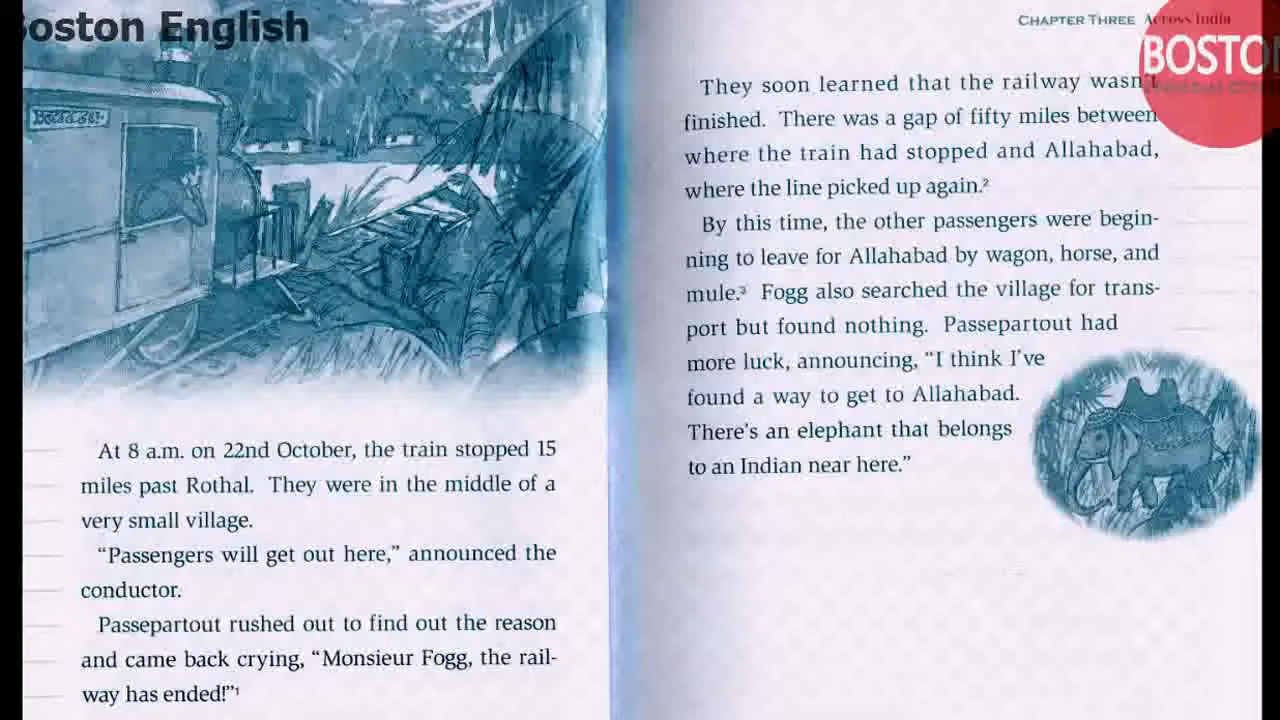 Boston English
At 8 a.m. on 22nd October, the train stopped 15
miles past Rothal. They were in the middle of a
very small village.
“Passengers will get out here,” announced the
conductor.
Passepartout rushed out to find out the reason
and came back crying, “Monsieur Fogg, the rail-
way has ended!”¹
CHAPTER THREE Across India
BOSTON
They soon learned that the railway wasn't
finished. There was a gap of fifty miles between
where the train had stopped and Allahabad,
where the line picked up again.²
By this time, the other passengers were begin-
ning to leave for Allahabad by wagon, horse, and
mule.³ Fogg also searched the village for trans-
port but found nothing. Passepartout had
more luck, announcing, “I think I've
found a way to get to Allahabad.
There's an elephant that belongs
to an Indian near here.”